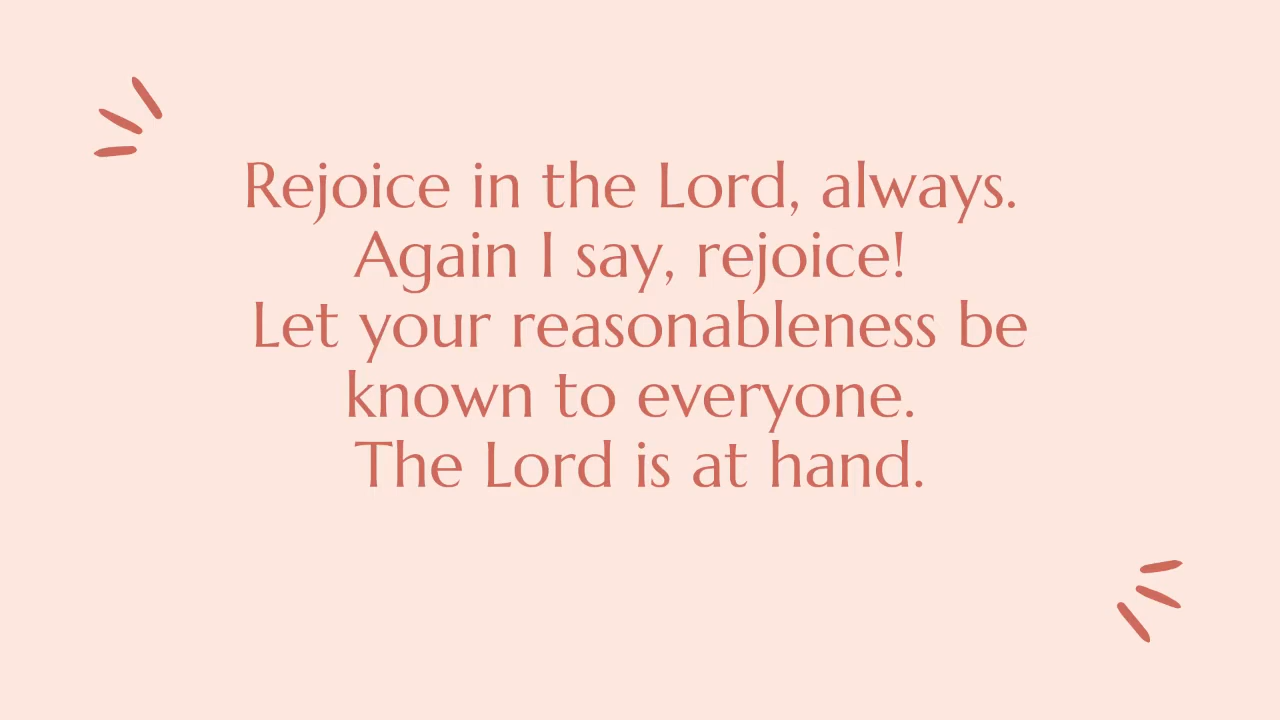 Rejoice in the Lord, always.
Again I say, rejoice!
Let your reasonableness be
known to everyone.
The Lord is at hand.